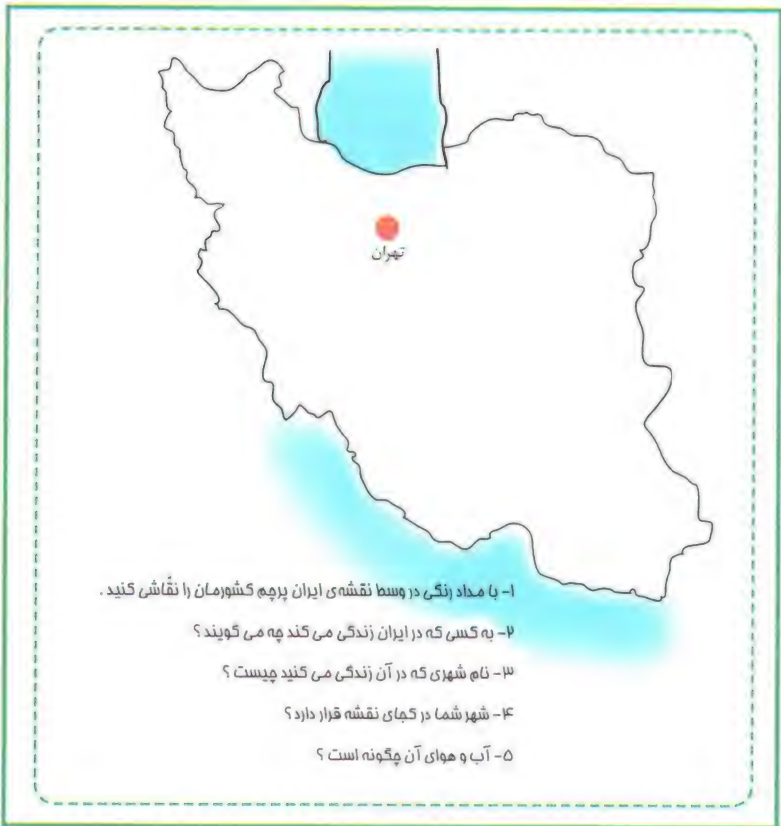 تهران
۱- با مداد رنگی در وسط نقشه‌ی ایران پرچم کشورمان را نقّاشی کنید .
۲- به کسی که در ایران زندگی می کند چه می گویند ؟
۳- نام شهری که در آن زندگی می کنید چیست ؟
۴- شهر شما در کجای نقشه قرار دارد ؟
۵- آب و هوای آن چگونه است ؟